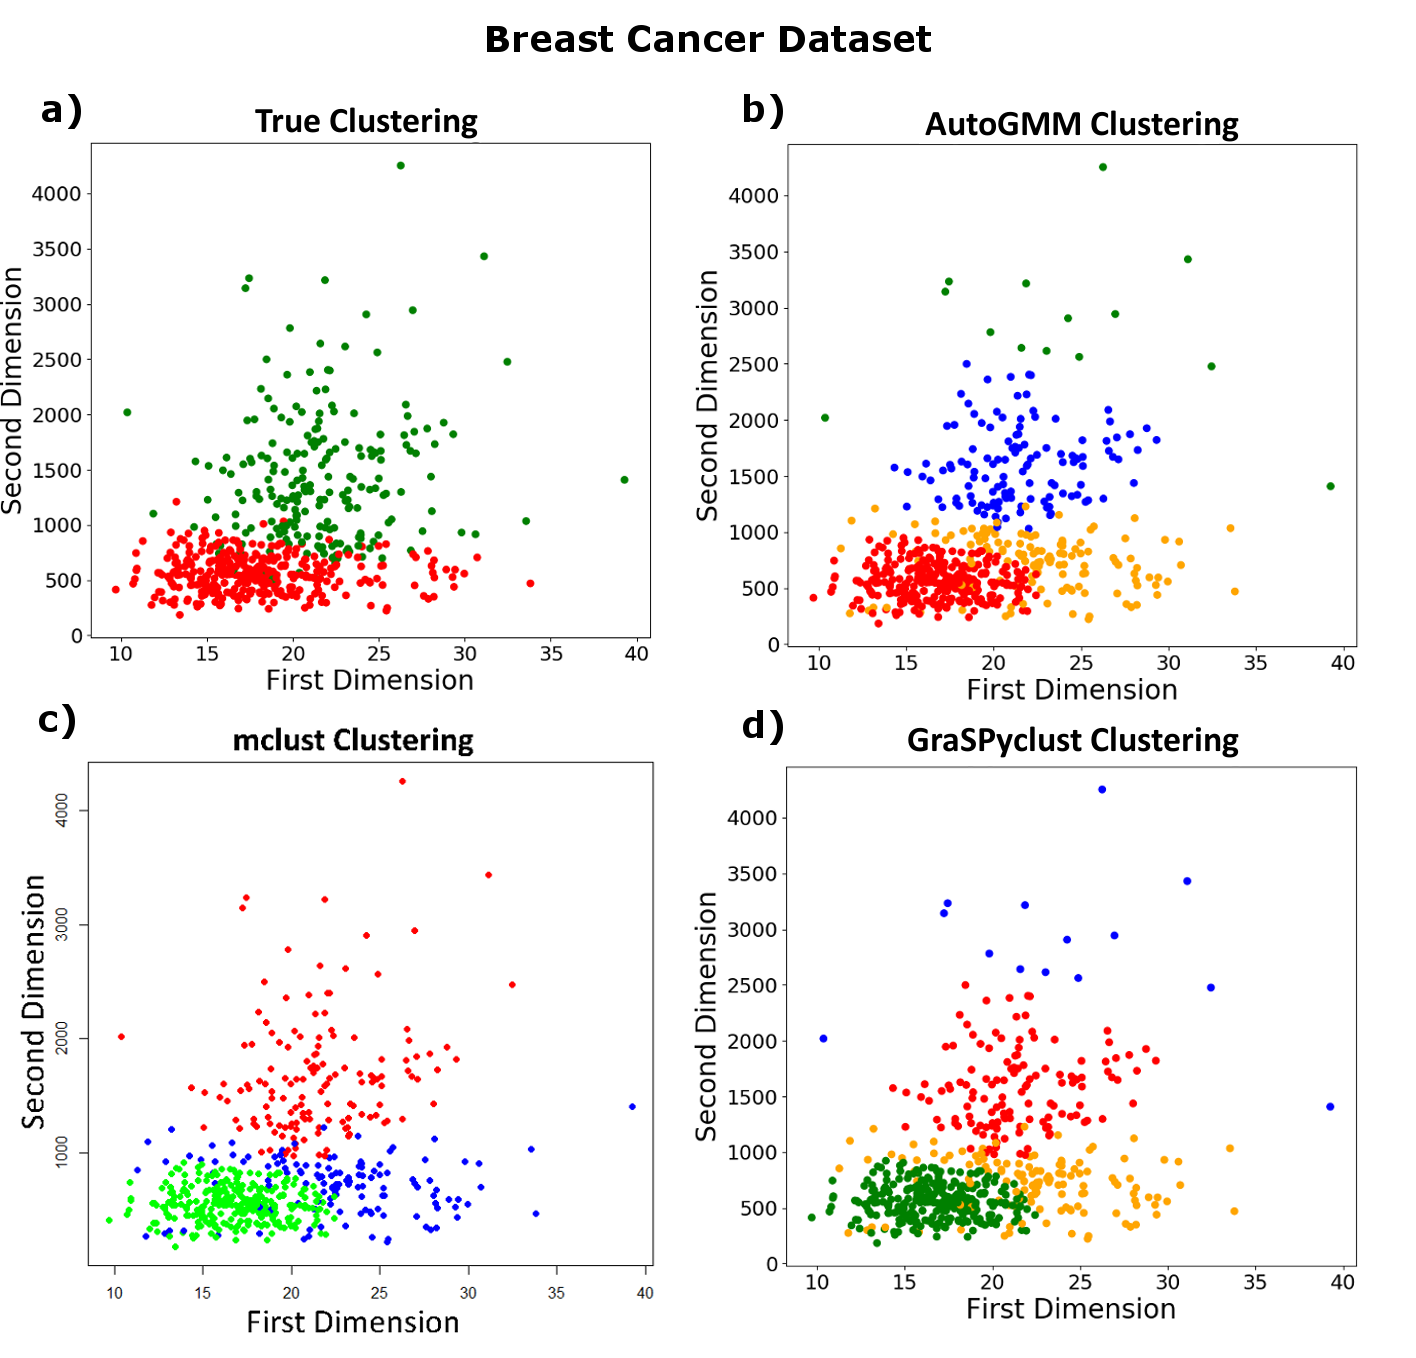 Breast Cancer Dataset
a)
True Clustering
4000
3500
3000
2500
2000
1500
1000
500
0
Second Dimension
10 15 20 25 30 35 40
First Dimension
b)
AutoGMM Clustering
4000
3500
3000
2500
2000
1500
1000
500
0
Second Dimension
10 15 20 25 30 35 40
First Dimension
c)
mclust Clustering
4000
3000
2000
1000
Second Dimension
10 15 20 25 30 35 40
First Dimension
d)
GraSPyclust Clustering
4000
3500
3000
2500
2000
1500
1000
500
0
Second Dimension
10 15 20 25 30 35 40
First Dimension